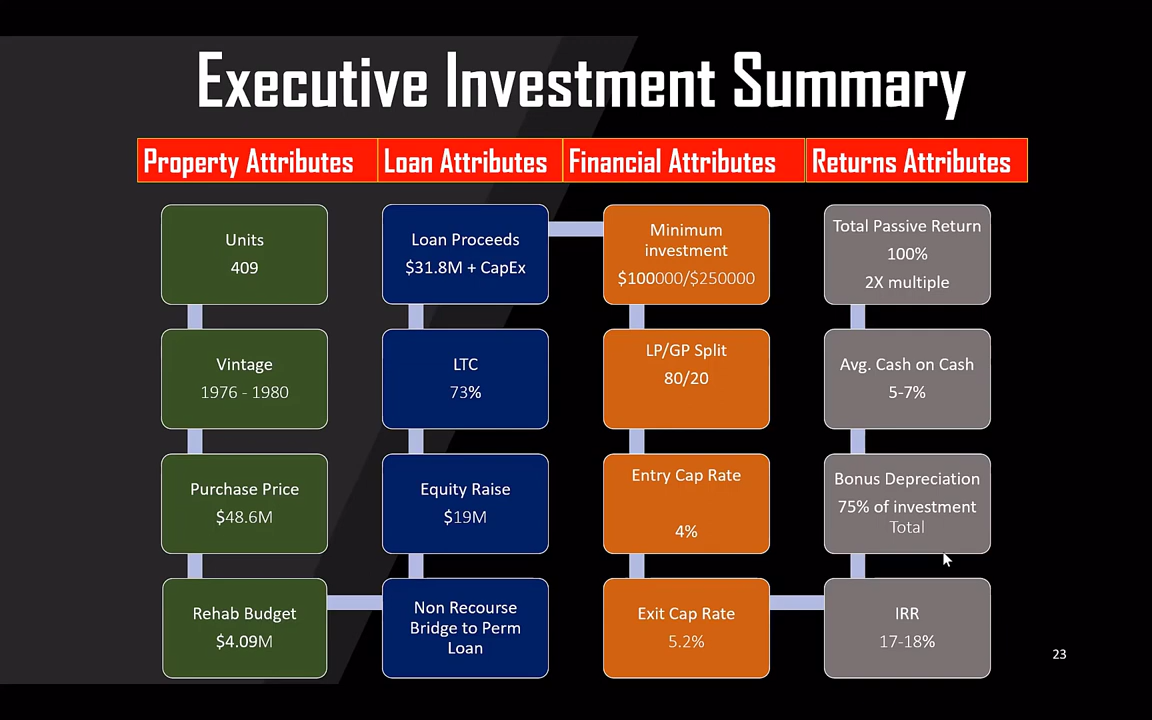 Executive Investment Summary
Property Attributes
Loan Attributes
Financial Attributes
Returns Attributes
Units
409
Vintage
1976 - 1980
Purchase Price
$48.6M
Rehab Budget
$4.09M
Loan Proceeds
$31.8M + CapEx
LTC
73%
Equity Raise
$19M
Non Recourse
Bridge to Perm
Loan
Minimum
investment
$100000/$250000
LP/GP Split
80/20
Entry Cap Rate
4%
Exit Cap Rate
5.2%
Total Passive Return
100%
2X multiple
Avg. Cash on Cash
5-7%
Bonus Depreciation
75% of investment
Total
IRR
17-18%
23